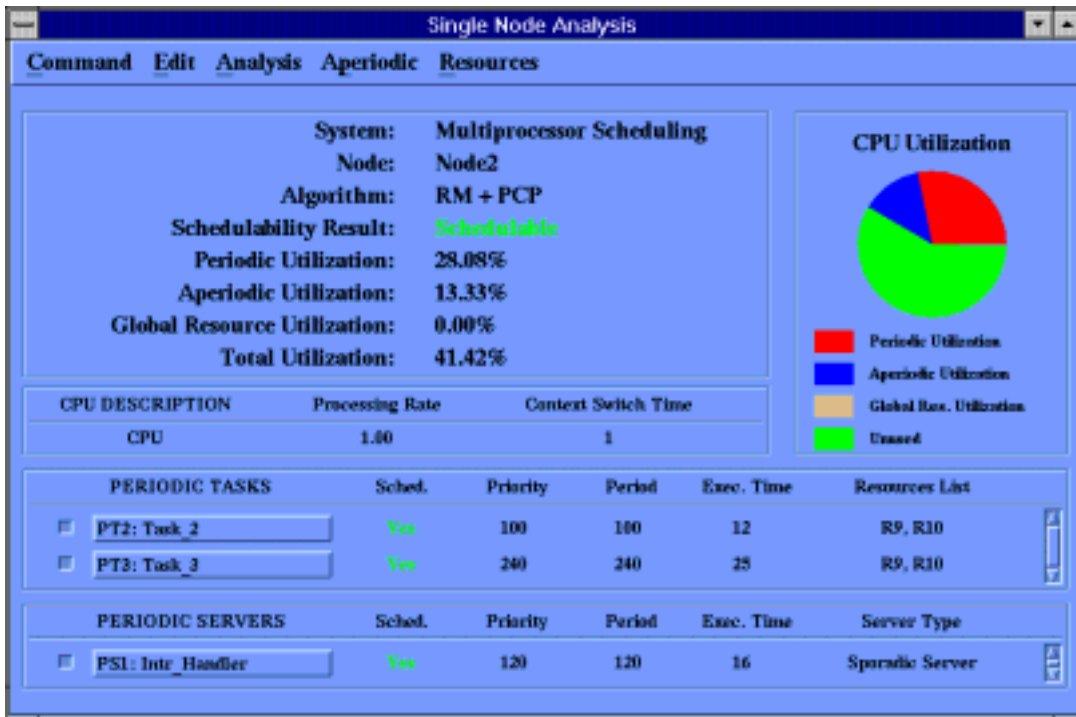 Single Node Analysis
Command Edit Analysis Aperiodic Resources
System: Multiprocessor Scheduling
Node: Node2
Algorithm: RM + PCP
Schedulability Result: Schedulable
Periodic Utilization: 28.08%
Aperiodic Utilization: 13.33%
Global Resource Utilization: 0.00%
Total Utilization: 41.42%
CPU Utilization
Periodic Utilization
Aperiodic Utilization
Global Res. Utilization
Unused
CPU DESCRIPTION Processing Rate Context Switch Time
CPU 1.00 1
PERIODIC TASKS Sched. Priority Period Exec. Time Resources List
PT2: Task_2 Yes 100 100 12 R9, R10
PT3: Task_3 Yes 240 240 25 R9, R10
PERIODIC SERVERS Sched. Priority Period Exec. Time Server Type
PS1: Intr_Handler Yes 120 120 16 Sporadic Server